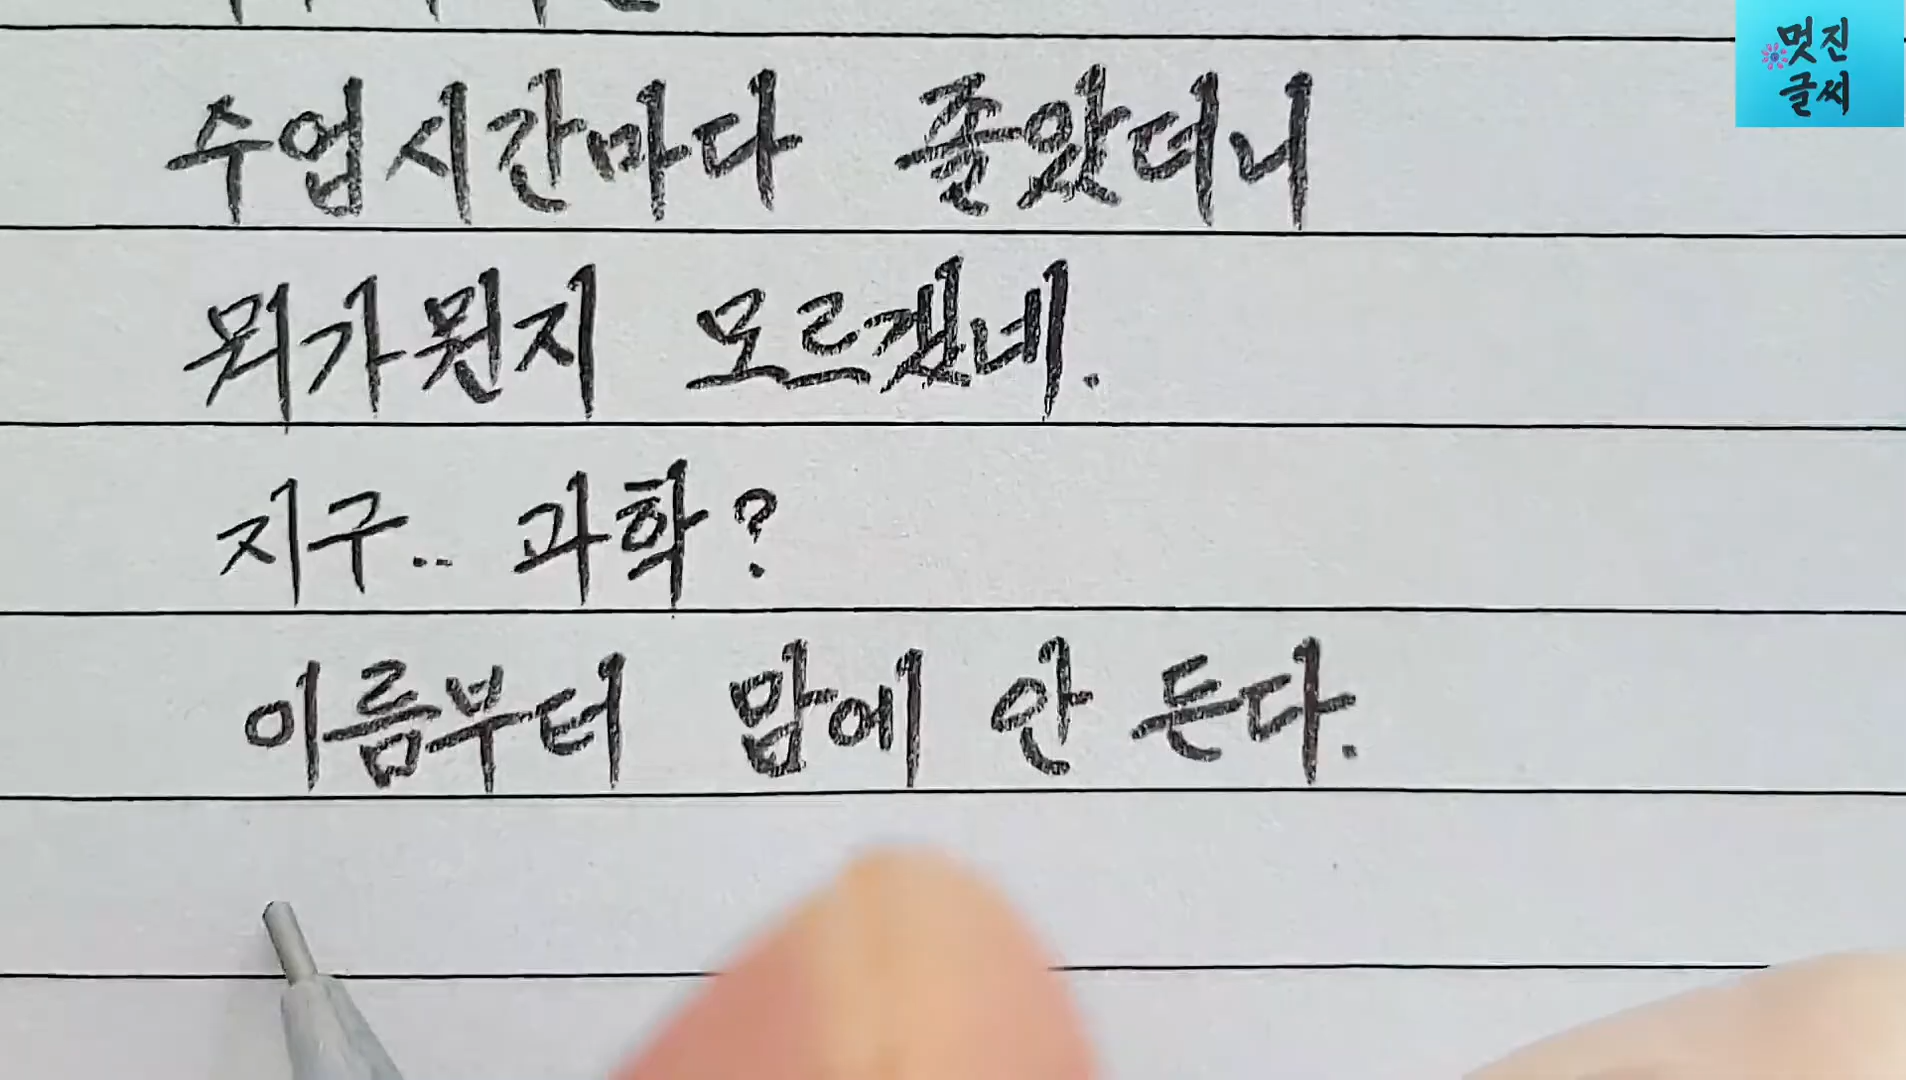 수업시간마다 졸았더니
뭐가뭔지 모르겠네.
지구.. 과학?
이름부터 맘에 안 든다.
멋진
글씨